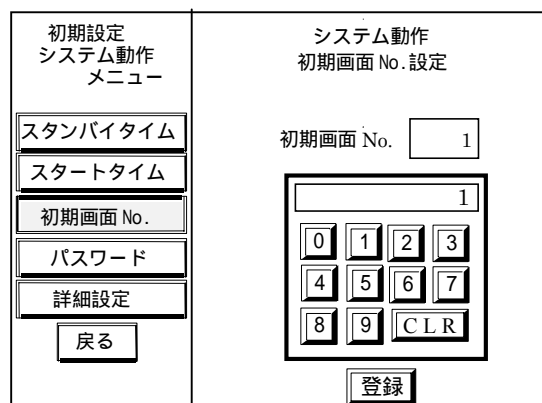 初期設定
システム動作
メニュー
スタンバイタイム
スタートタイム
初期画面 No.
パスワード
詳細設定
戻る
システム動作
初期画面 No.設定
初期画面 No. 1
1
0 1 2 3
4 5 6 7
8 9 CLR
登録